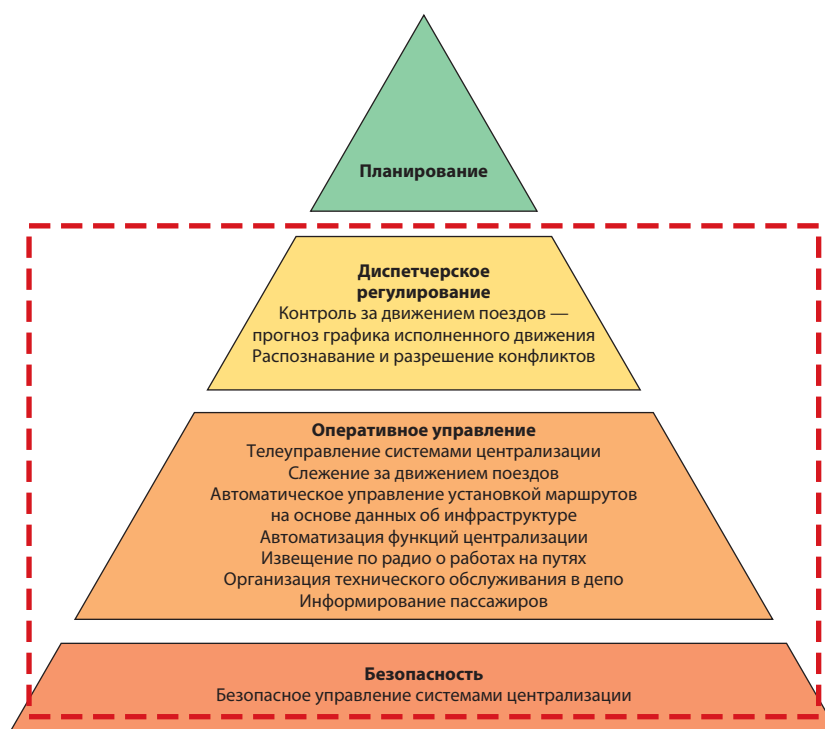 Планирование
Диспетчерское
регулирование
Контроль за движением поездов —
прогноз графика исполненного движения
Распознавание и разрешение конфликтов
Оперативное управление
Телеуправление системами централизации
Слежение за движением поездов
Автоматическое управление установкой маршрутов
на основе данных об инфраструктуре
Автоматизация функций централизации
Извещение по радио о работах на путях
Организация технического обслуживания в депо
Информирование пассажиров
Безопасность
Безопасное управление системами централизации